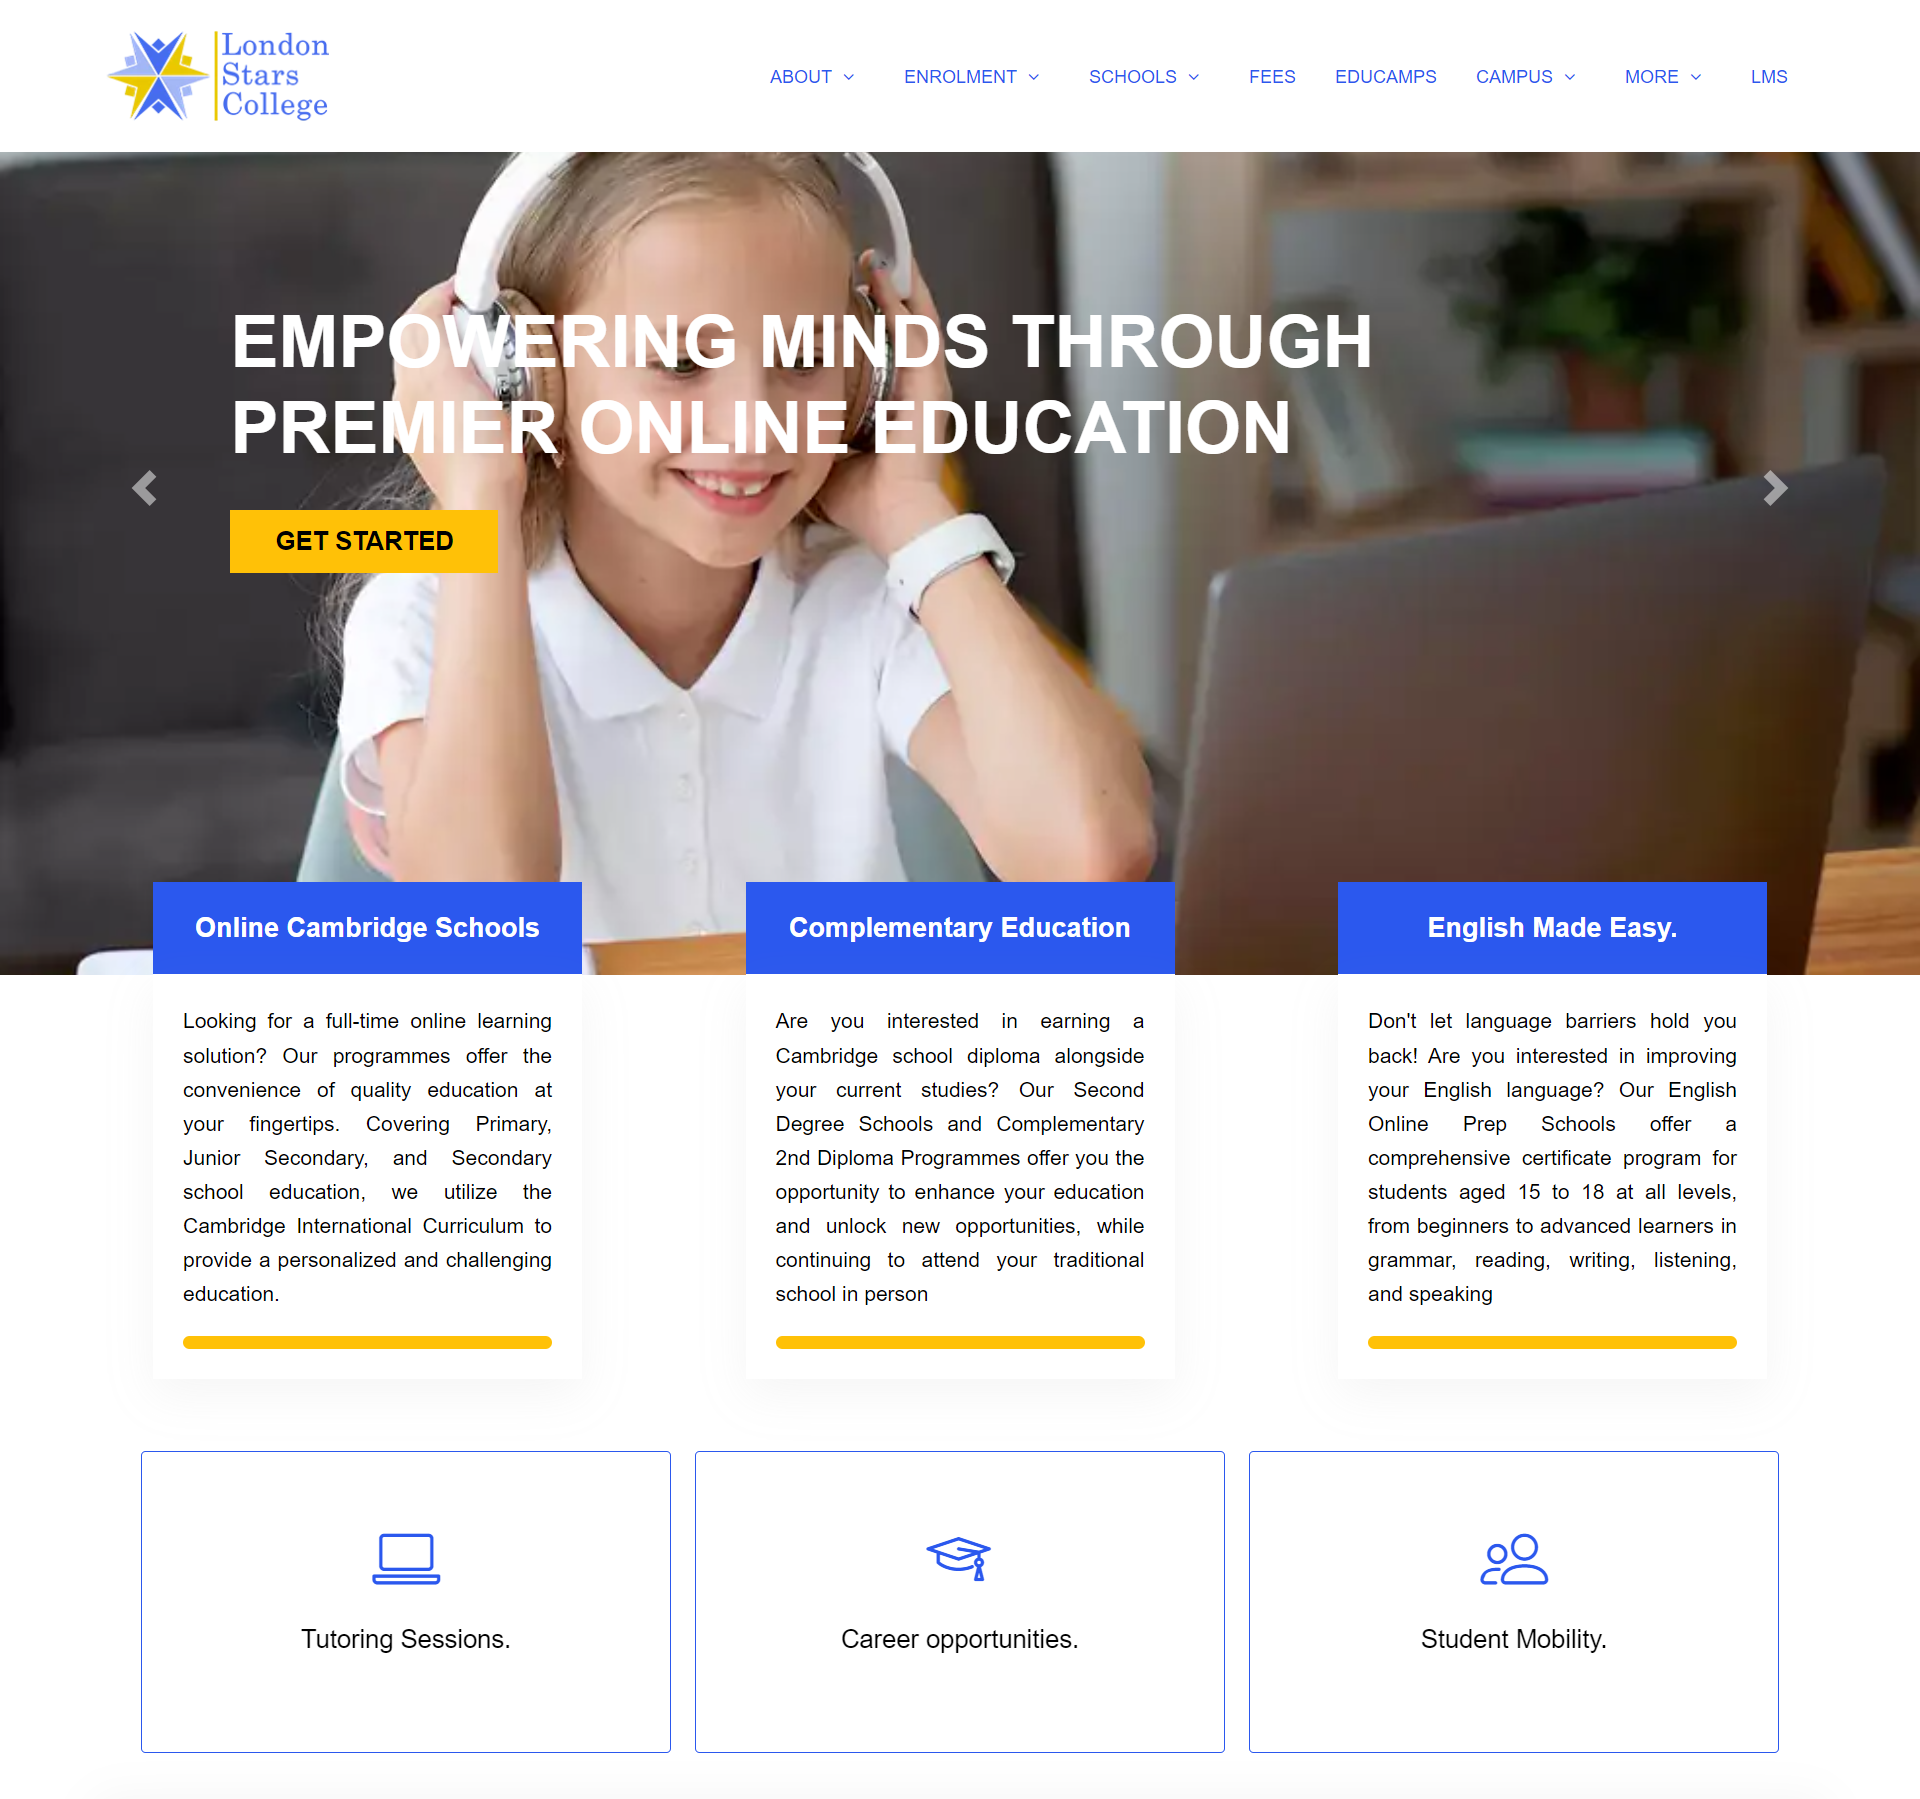 London
Stars
College
ABOUT ENROLMENT SCHOOLS FEES EDUCAMPS CAMPUS MORE LMS
EMPOWERING MINDS THROUGH
PREMIER ONLINE EDUCATION
GET STARTED
Online Cambridge Schools
Looking for a full-time online learning
solution? Our programmes offer the
convenience of quality education at
your fingertips. Covering Primary,
Junior Secondary, and Secondary
school education, we utilize the
Cambridge International Curriculum to
provide a personalized and challenging
education.
Complementary Education
Are you interested in earning a
Cambridge school diploma alongside
your current studies? Our Second
Degree Schools and Complementary
2nd Diploma Programmes offer you the
opportunity to enhance your education
and unlock new opportunities, while
continuing to attend your traditional
school in person
English Made Easy.
Don't let language barriers hold you
back! Are you interested in improving
your English language? Our English
Online Prep Schools offer a
comprehensive certificate program for
students aged 15 to 18 at all levels,
from beginners to advanced learners in
grammar, reading, writing, listening,
and speaking
Tutoring Sessions.
Career opportunities.
Student Mobility.